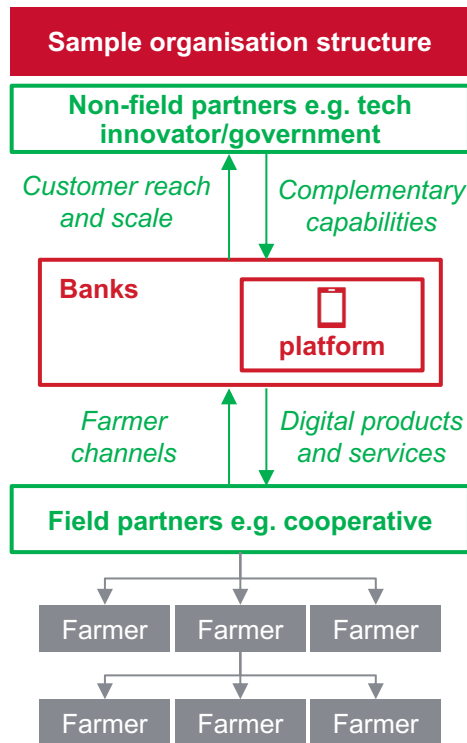 Sample organisation structure
Non-field partners e.g. tech
innovator/government
Customer reach
and scale
Complementary
capabilities
Banks
platform
Farmer
channels
Digital products
and services
Field partners e.g. cooperative
Farmer Farmer Farmer
Farmer Farmer Farmer